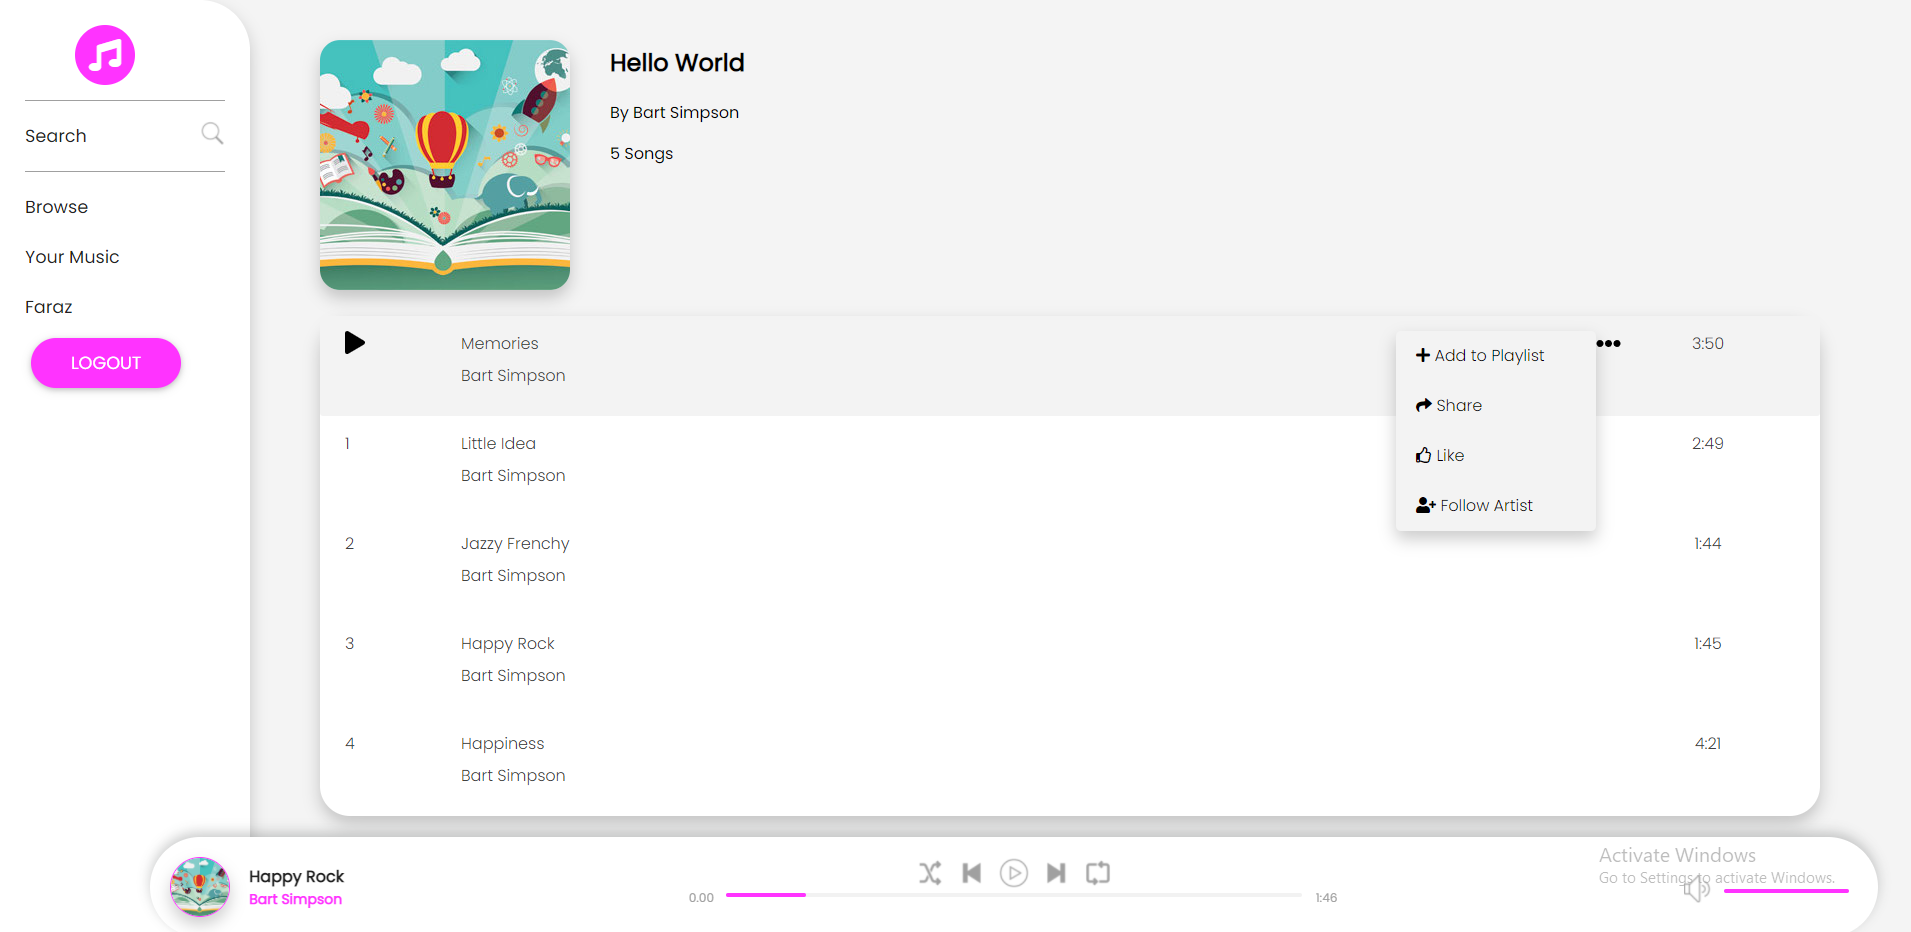 Search
Browse
Your Music
Faraz
LOGOUT
Hello World
By Bart Simpson
5 Songs
Memories
Bart Simpson
3:50
Add to Playlist
Share
Like
Follow Artist
1
Little Idea
Bart Simpson
2:49
2
Jazzy Frenchy
Bart Simpson
1:44
3
Happy Rock
Bart Simpson
1:45
4
Happiness
Bart Simpson
4:21
Happy Rock
Bart Simpson
0.00
1:46
Activate Windows
Go to Settings to activate Windows.